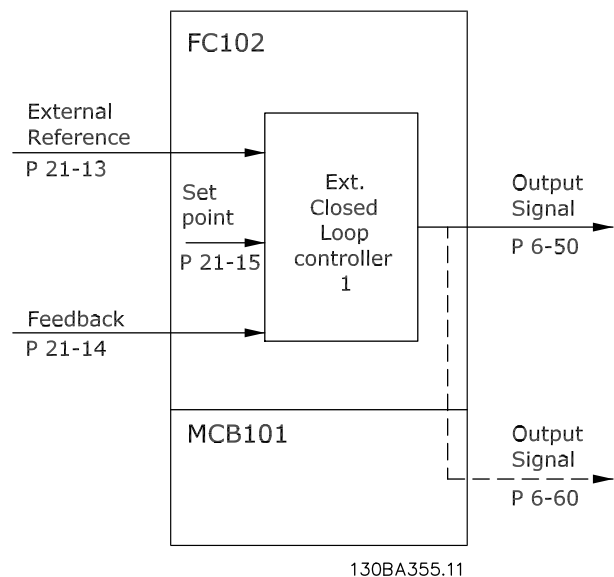 FC102
External
Reference
P 21-13
Set
point
P 21-15
Feedback
P 21-14
Ext.
Closed
Loop
controller
1
Output
Signal
P 6-50
MCB101
Output
Signal
P 6-60
130BA355.11